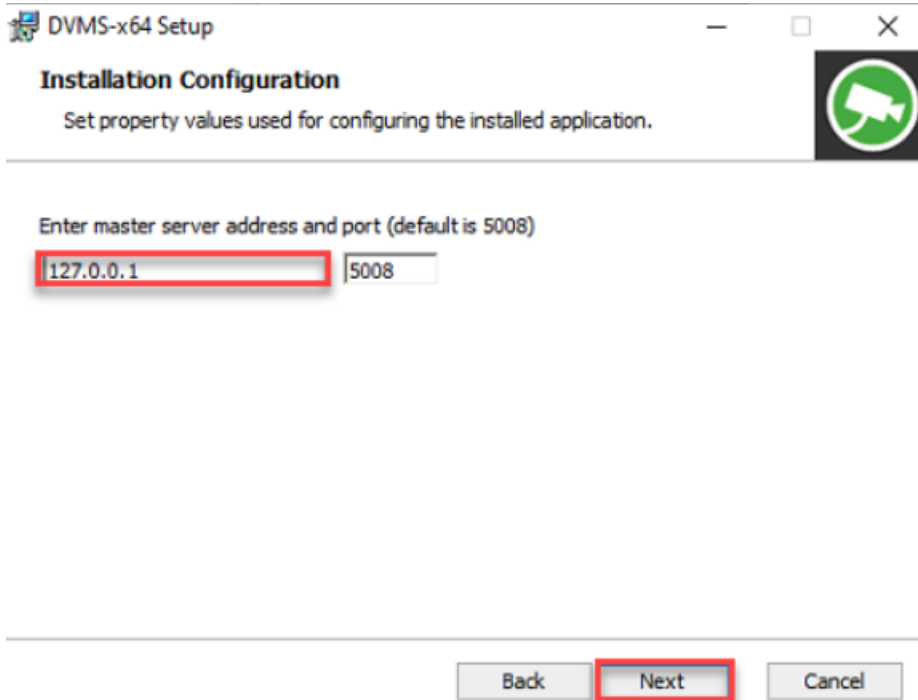 DVMS-x64 Setup
Installation Configuration
Set property values used for configuring the installed application.
Enter master server address and port (default is 5008)
127.0.0.1 5008
Back Next Cancel